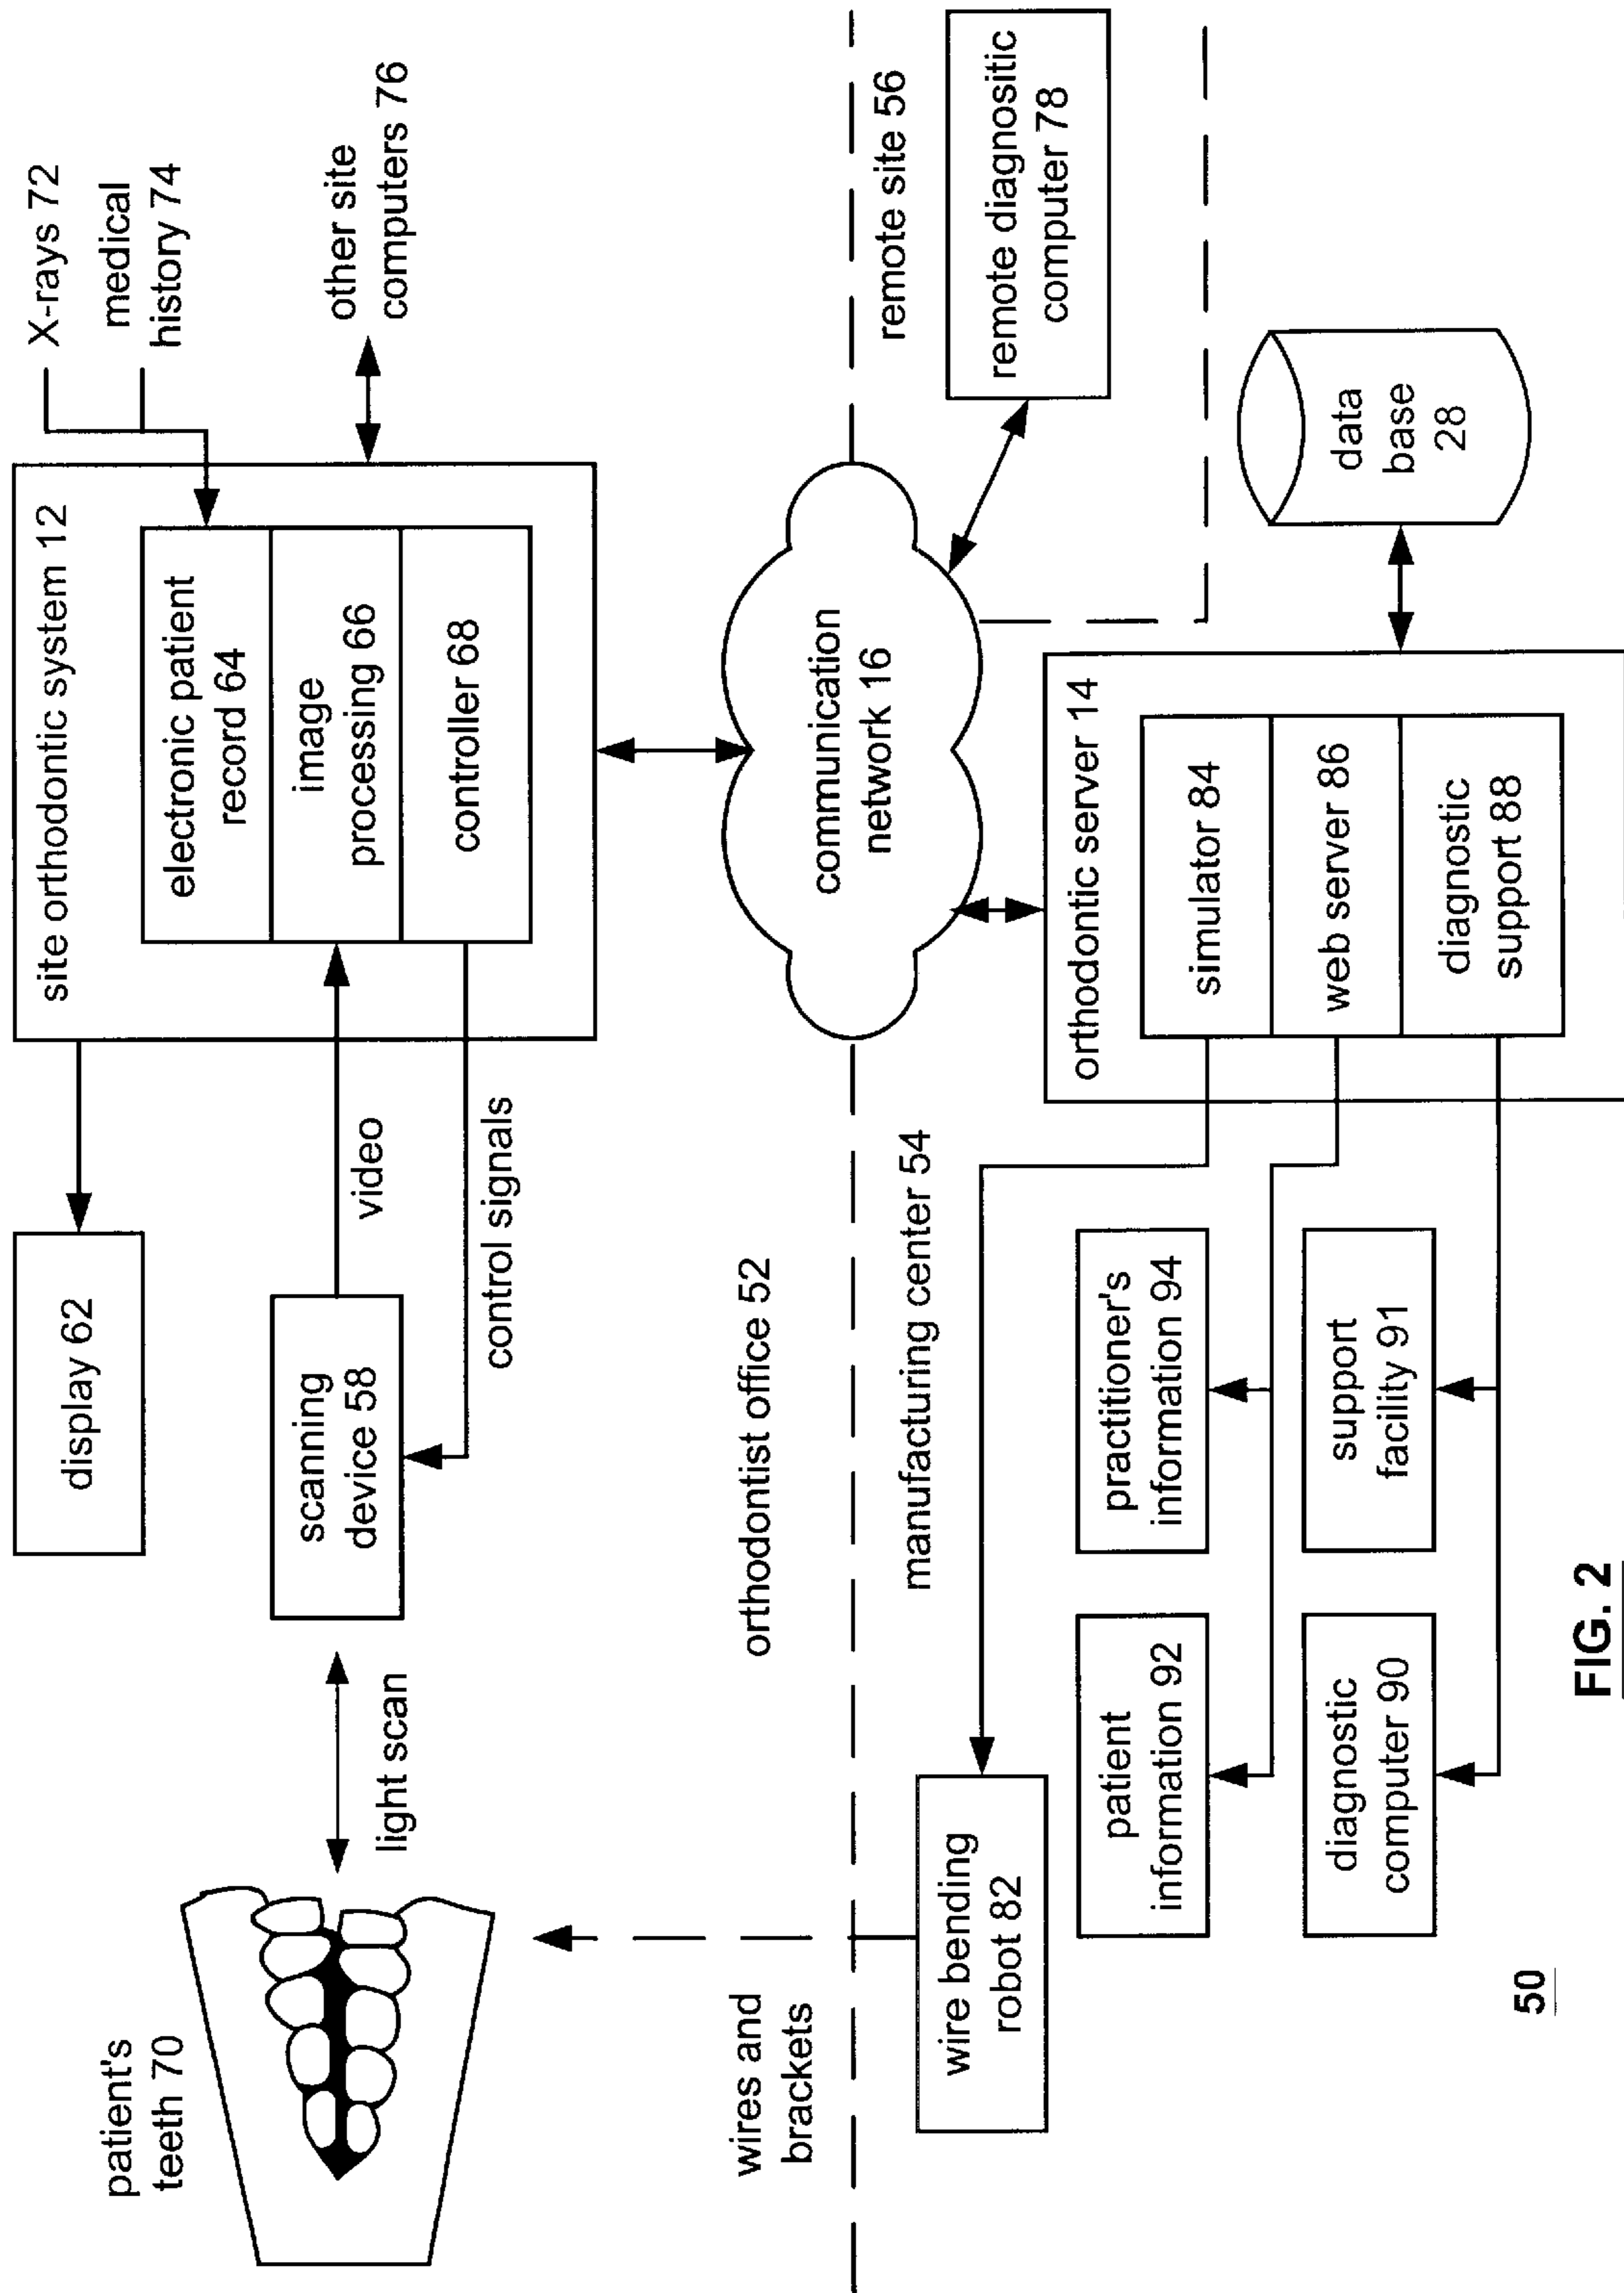 patient's
teeth 70
light scan
scanning
device 58
display 62
video
control signals
site orthodontic system 12
electronic patient
record 64
image
processing 66
controller 68
X-rays 72
medical
history 74
other site
computers 76
wires and
brackets
orthodontist office 52
communication
network 16
remote site 56
remote diagnositic
computer 78
manufacturing center 54
wire bending
robot 82
patient
information 92
practitioner's
information 94
diagnostic
computer 90
support
facility 91
orthodontic server 14
simulator 84
web server 86
diagnostic
support 88
data
base
28
50
FIG. 2